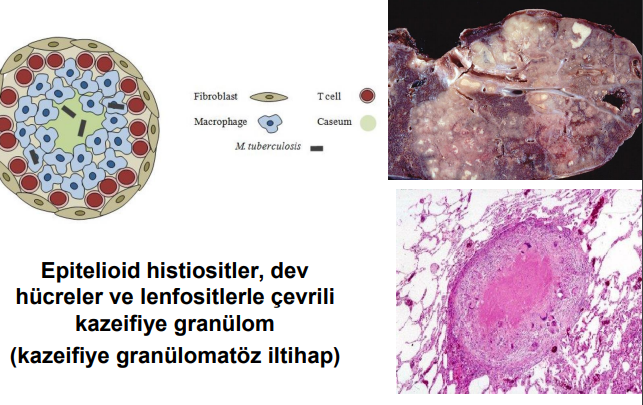 Fibroblast
T cell
Macrophage
Caseum
M. tuberculosis
Epitelioid histiositler, dev
hücreler ve lenfositlerle çevrili
kazeifiye granülom
(kazeifiye granülomatöz iltihap)